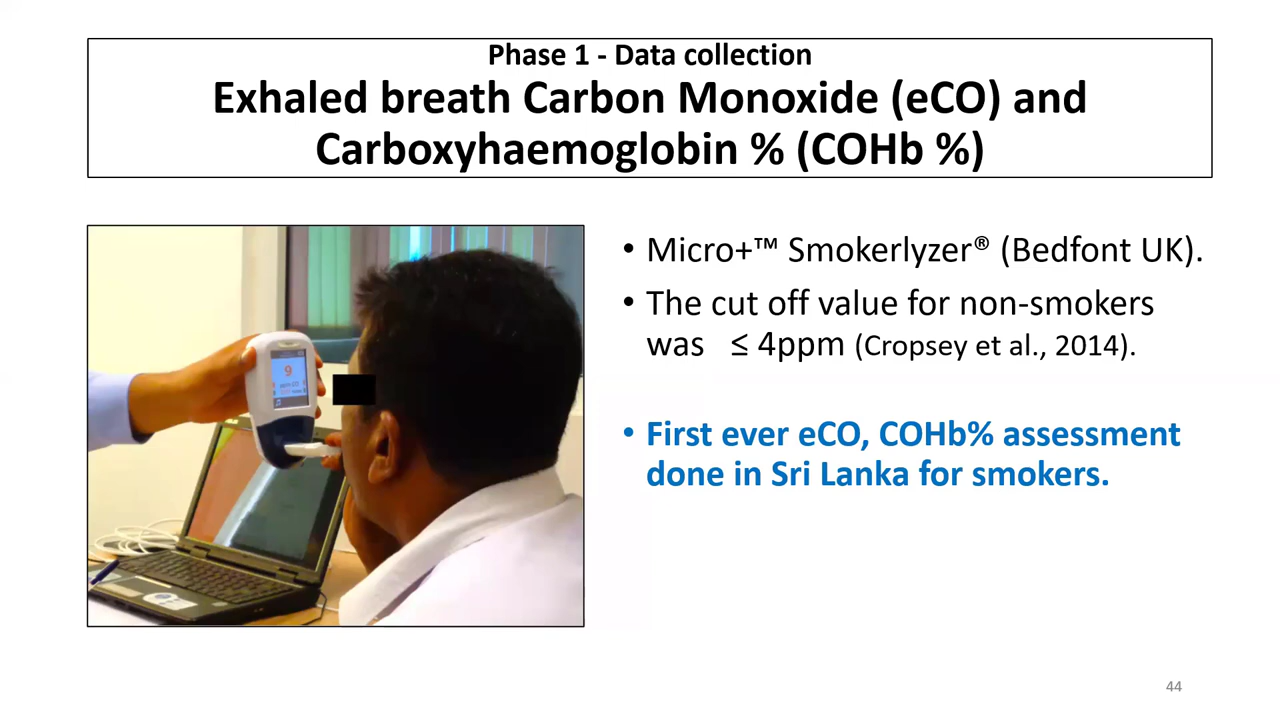 Phase 1 - Data collection
Exhaled breath Carbon Monoxide (eCO) and
Carboxyhaemoglobin % (COHb %)
• Micro+™ Smokerlyzer® (Bedfont UK).
• The cut off value for non-smokers
was ≤ 4ppm (Cropsey et al., 2014).
• First ever eCO, COHb% assessment
done in Sri Lanka for smokers.
9
44